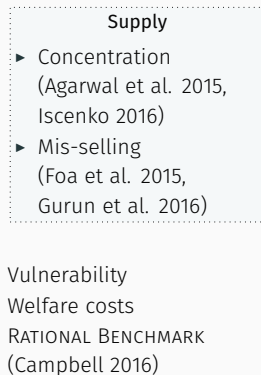 Supply
▸ Concentration
(Agarwal et al. 2015,
Iscenko 2016)
▸ Mis-selling
(Foa et al. 2015,
Gurun et al. 2016)
Vulnerability
Welfare costs
RATIONAL BENCHMARK
(Campbell 2016)